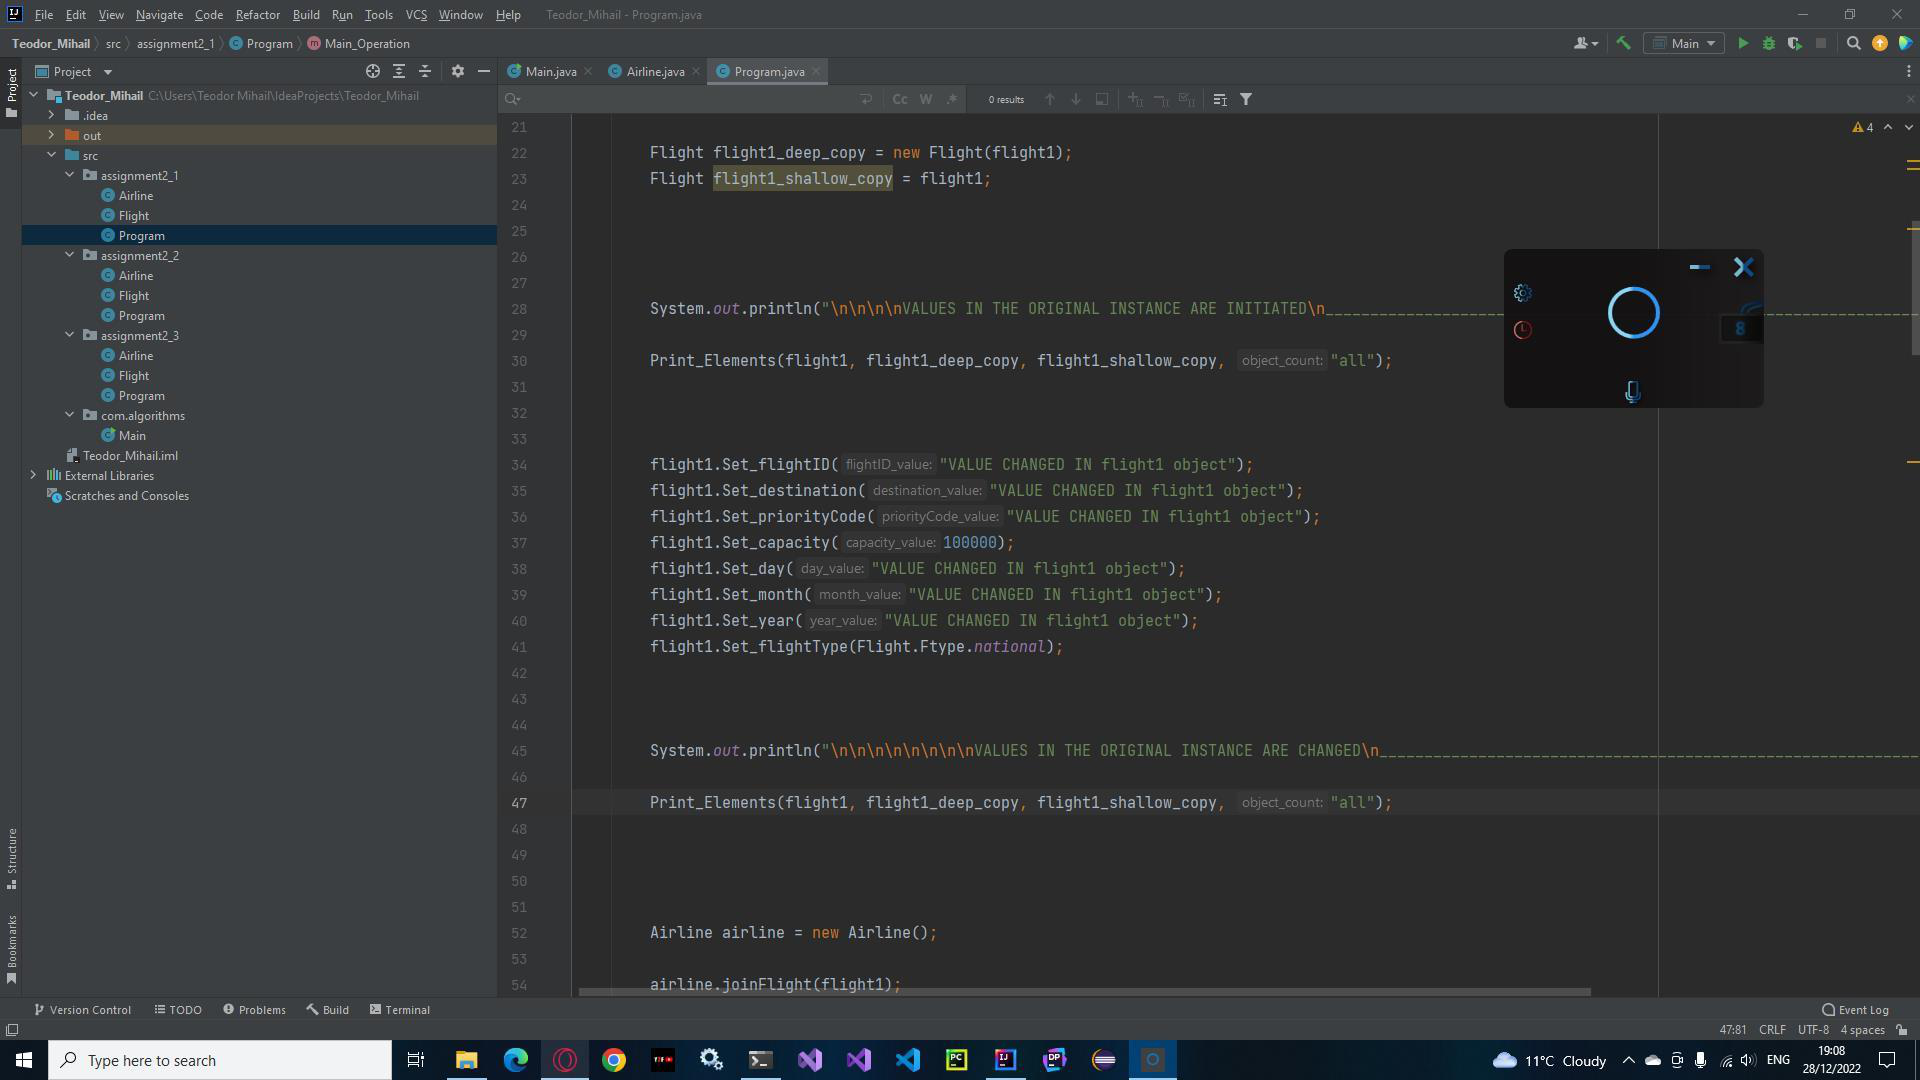 File Edit View Navigate Code Refactor Build Run Tools VCS Window Help Teodor_Mihail - Program.java
Teodor_Mihail src assignment2_1 Program Main_Operation Main
Project
Main.java Airline.java Program.java
Cc W .* 0 results
Teodor_Mihail C:\Users\Teodor Mihail\IdeaProjects\Teodor_Mihail
.idea
out
src
assignment2_1
Airline
Flight
Program
assignment2_2
Airline
Flight
Program
assignment2_3
Airline
Flight
Program
com.algorithms
Main
Teodor_Mihail.iml
External Libraries
Scratches and Consoles
Project
Structure
Bookmarks
4
21
22 Flight flight1_deep_copy = new Flight(flight1);
23 Flight flight1_shallow_copy = flight1;
24
25
26
27
28 System.out.println("\n\n\n\nVALUES IN THE ORIGINAL INSTANCE ARE INITIATED\n
29
30 Print_Elements(flight1, flight1_deep_copy, flight1_shallow_copy, object_count: "all");
31
32
33
34 flight1.Set_flightID( flightID_value: "VALUE CHANGED IN flight1 object");
35 flight1.Set_destination( destination_value: "VALUE CHANGED IN flight1 object");
36 flight1.Set_priorityCode( priorityCode_value: "VALUE CHANGED IN flight1 object");
37 flight1.Set_capacity( capacity_value: 100000);
38 flight1.Set_day( day_value: "VALUE CHANGED IN flight1 object");
39 flight1.Set_month( month_value: "VALUE CHANGED IN flight1 object");
40 flight1.Set_year( year_value: "VALUE CHANGED IN flight1 object");
41 flight1.Set_flightType(Flight.Ftype.national);
42
43
44
45 System.out.println("\n\n\n\n\n\n\n\nVALUES IN THE ORIGINAL INSTANCE ARE CHANGED\n
46
47 Print_Elements(flight1, flight1_deep_copy, flight1_shallow_copy, object_count: "all");
48
49
50
51
52 Airline airline = new Airline();
53
54 airline.joinFlight(flight1);
8
Version Control TODO Problems Build Terminal Event Log
47:81 CRLF UTF-8 4 spaces
Type here to search
11°C Cloudy ENG
19:08
28/12/2022